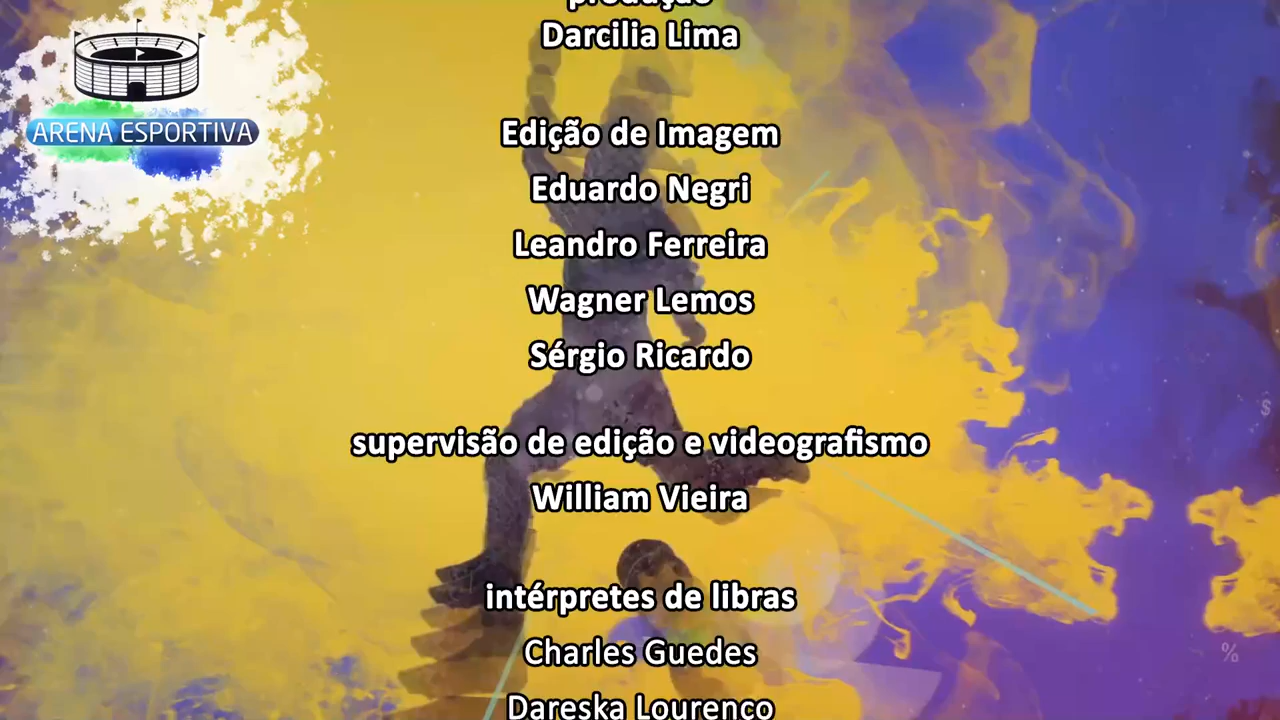 produção
Darcilia Lima
ARENA ESPORTIVA
Edição de Imagem
Eduardo Negri
Leandro Ferreira
Wagner Lemos
Sérgio Ricardo
$
supervisão de edição e videografismo
William Vieira
intérpretes de libras
Charles Guedes
%
Dareska Lourenço